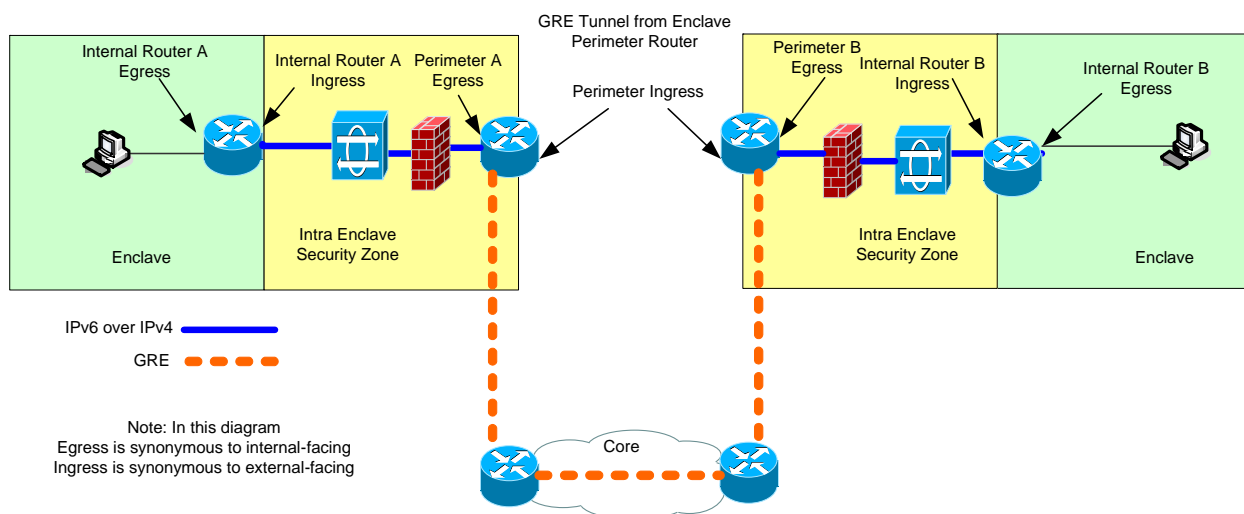 GRE Tunnel from Enclave
Perimeter Router
Internal Router A
Egress
Internal Router A
Ingress
Perimeter A
Egress
Perimeter Ingress
Perimeter B
Egress
Internal Router B
Ingress
Internal Router B
Egress
Enclave
Intra Enclave
Security Zone
Intra Enclave
Security Zone
Enclave
IPv6 over IPv4
GRE
Note: In this diagram
Egress is synonymous to internal-facing
Ingress is synonymous to external-facing
Core